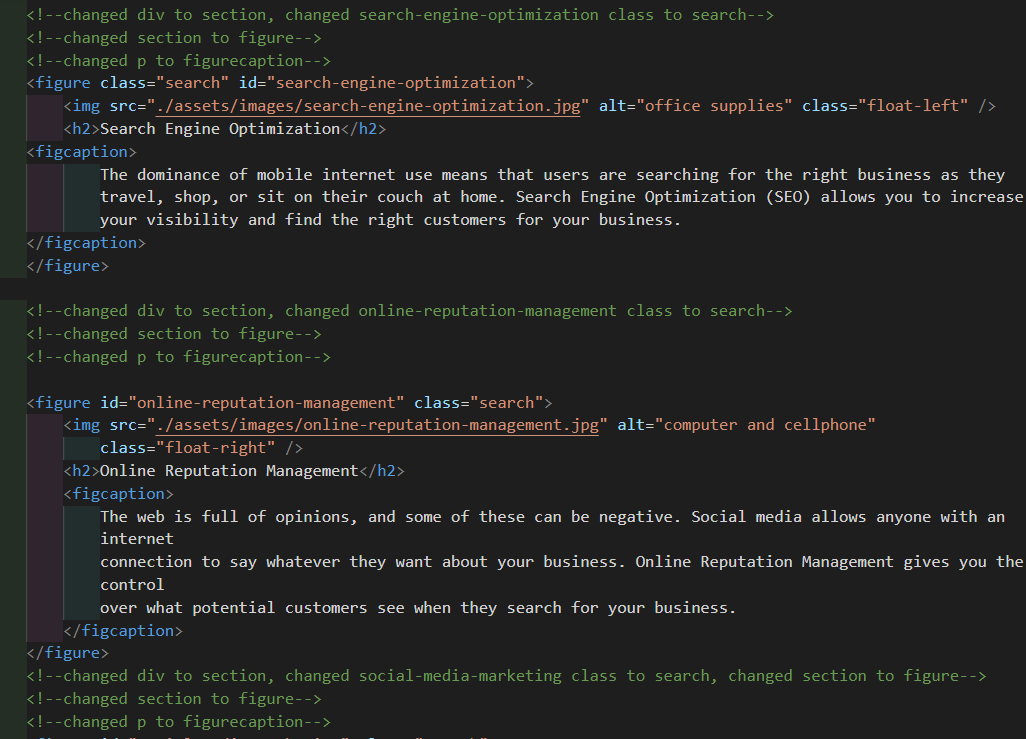 <!--changed div to section, changed search-engine-optimization class to search-->
<!--changed section to figure-->
<!--changed p to figurecaption-->
<figure class="search" id="search-engine-optimization">
<img src="./assets/images/search-engine-optimization.jpg" alt="office supplies" class="float-left" />
<h2>Search Engine Optimization</h2>
<figcaption>
The dominance of mobile internet use means that users are searching for the right business as they
travel, shop, or sit on their couch at home. Search Engine Optimization (SEO) allows you to increase
your visibility and find the right customers for your business.
</figcaption>
</figure>
<!--changed div to section, changed online-reputation-management class to search-->
<!--changed section to figure-->
<!--changed p to figurecaption-->
<figure id="online-reputation-management" class="search">
<img src="./assets/images/online-reputation-management.jpg" alt="computer and cellphone"
class="float-right" />
<h2>Online Reputation Management</h2>
<figcaption>
The web is full of opinions, and some of these can be negative. Social media allows anyone with an
internet
connection to say whatever they want about your business. Online Reputation Management gives you the
control
over what potential customers see when they search for your business.
</figcaption>
</figure>
<!--changed div to section, changed social-media-marketing class to search, changed section to figure-->
<!--changed section to figure-->
<!--changed p to figurecaption-->